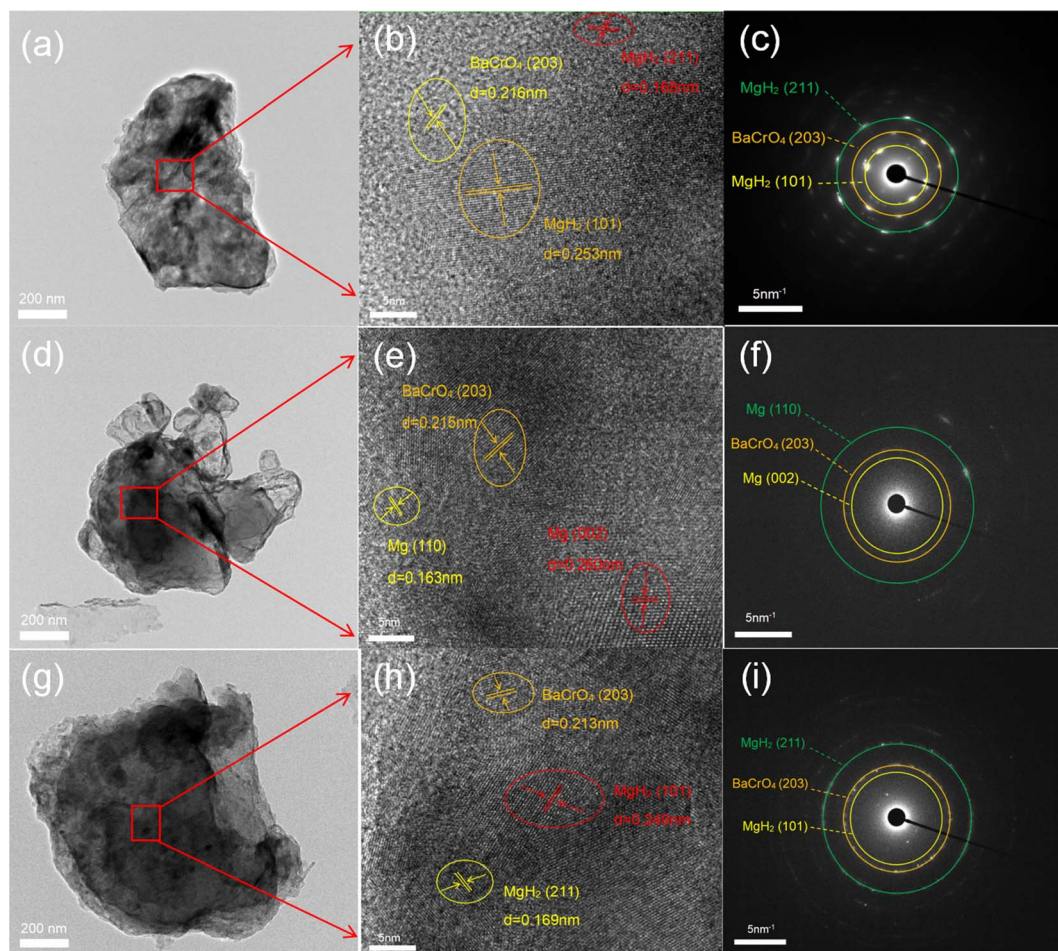 (a)
200 nm
(b)
MgH₂ (211)
d=0.168nm
BaCrO₄ (203)
d=0.216nm
MgH₂ (101)
d=0.253nm
5nm
(c)
MgH₂ (211)
BaCrO₄ (203)
MgH₂ (101)
5nm⁻¹
(d)
200 nm
(e)
BaCrO₄ (203)
d=0.215nm
Mg (110)
d=0.163nm
Mg (002)
d=0.260nm
5nm
(f)
Mg (110)
BaCrO₄ (203)
Mg (002)
5nm⁻¹
(g)
200 nm
(h)
BaCrO₄ (203)
d=0.213nm
MgH₂ (101)
d=0.249nm
MgH₂ (211)
d=0.169nm
5nm
(i)
MgH₂ (211)
BaCrO₄ (203)
MgH₂ (101)
5nm⁻¹